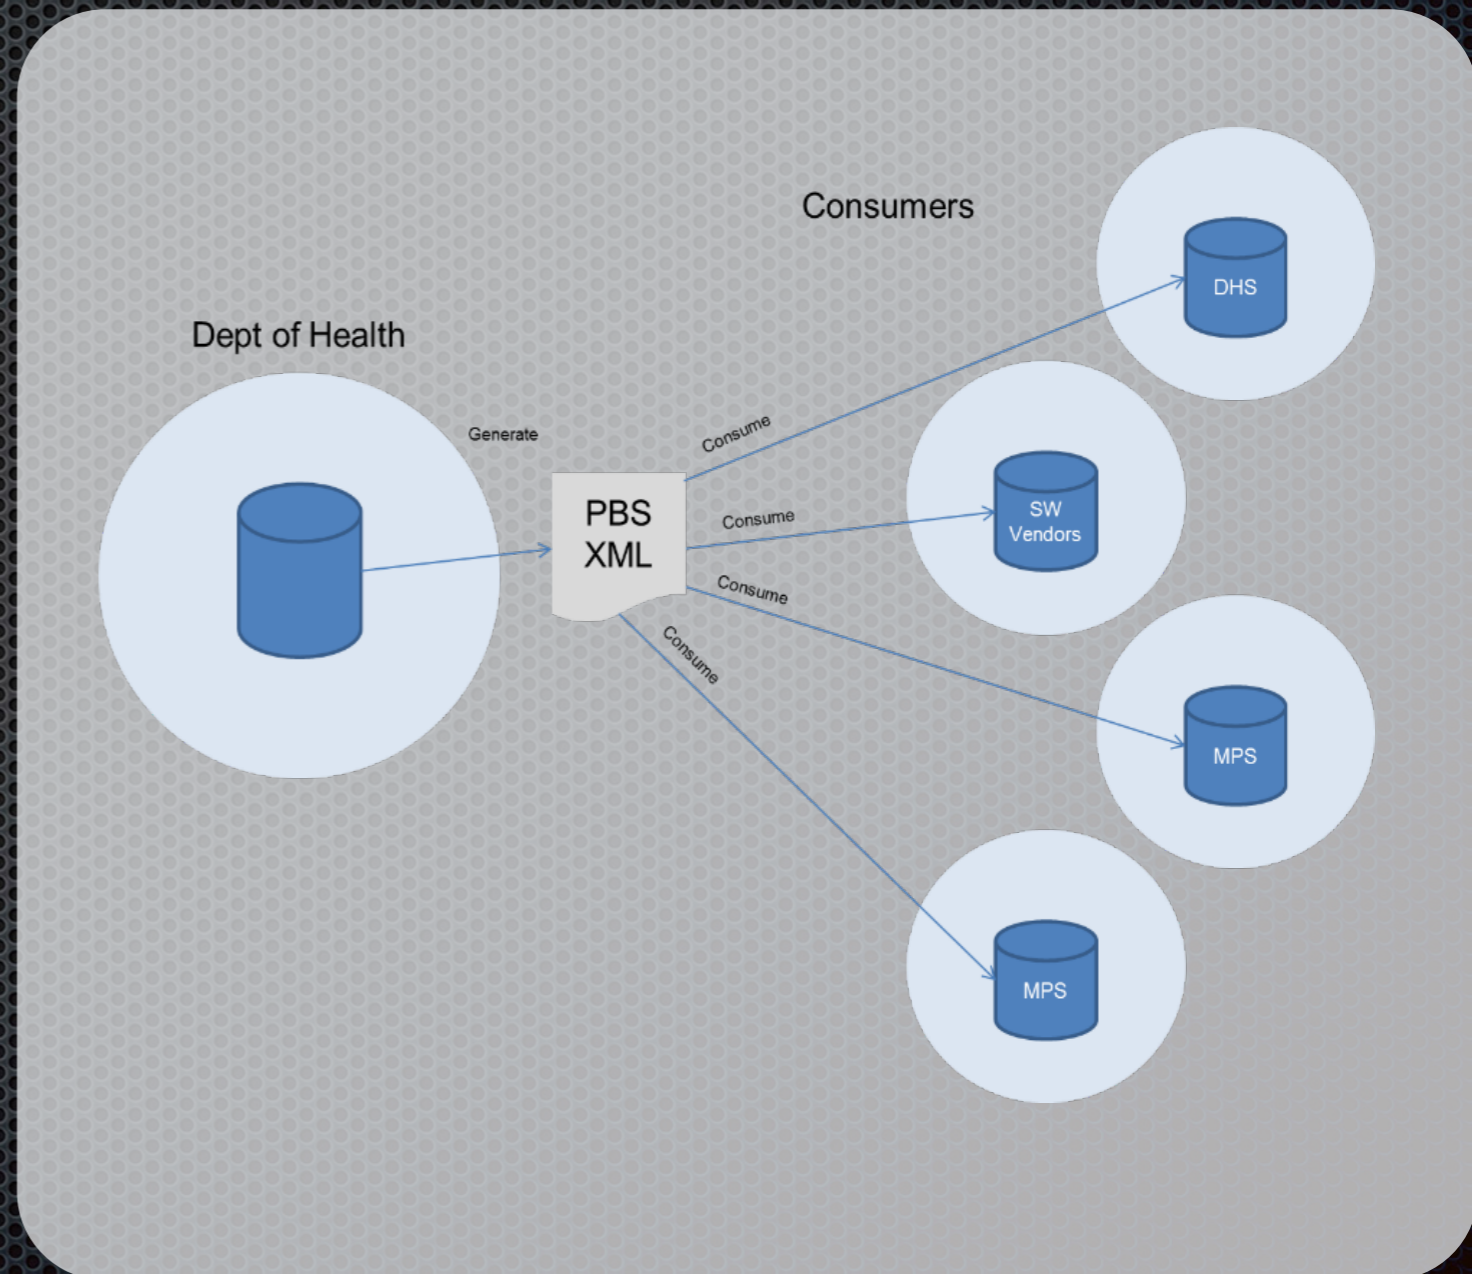 Consumers
DHS
Dept of Health
Generate
Consume
PBS
XML
Consume
SW
Vendors
Consume
Consume
MPS
MPS